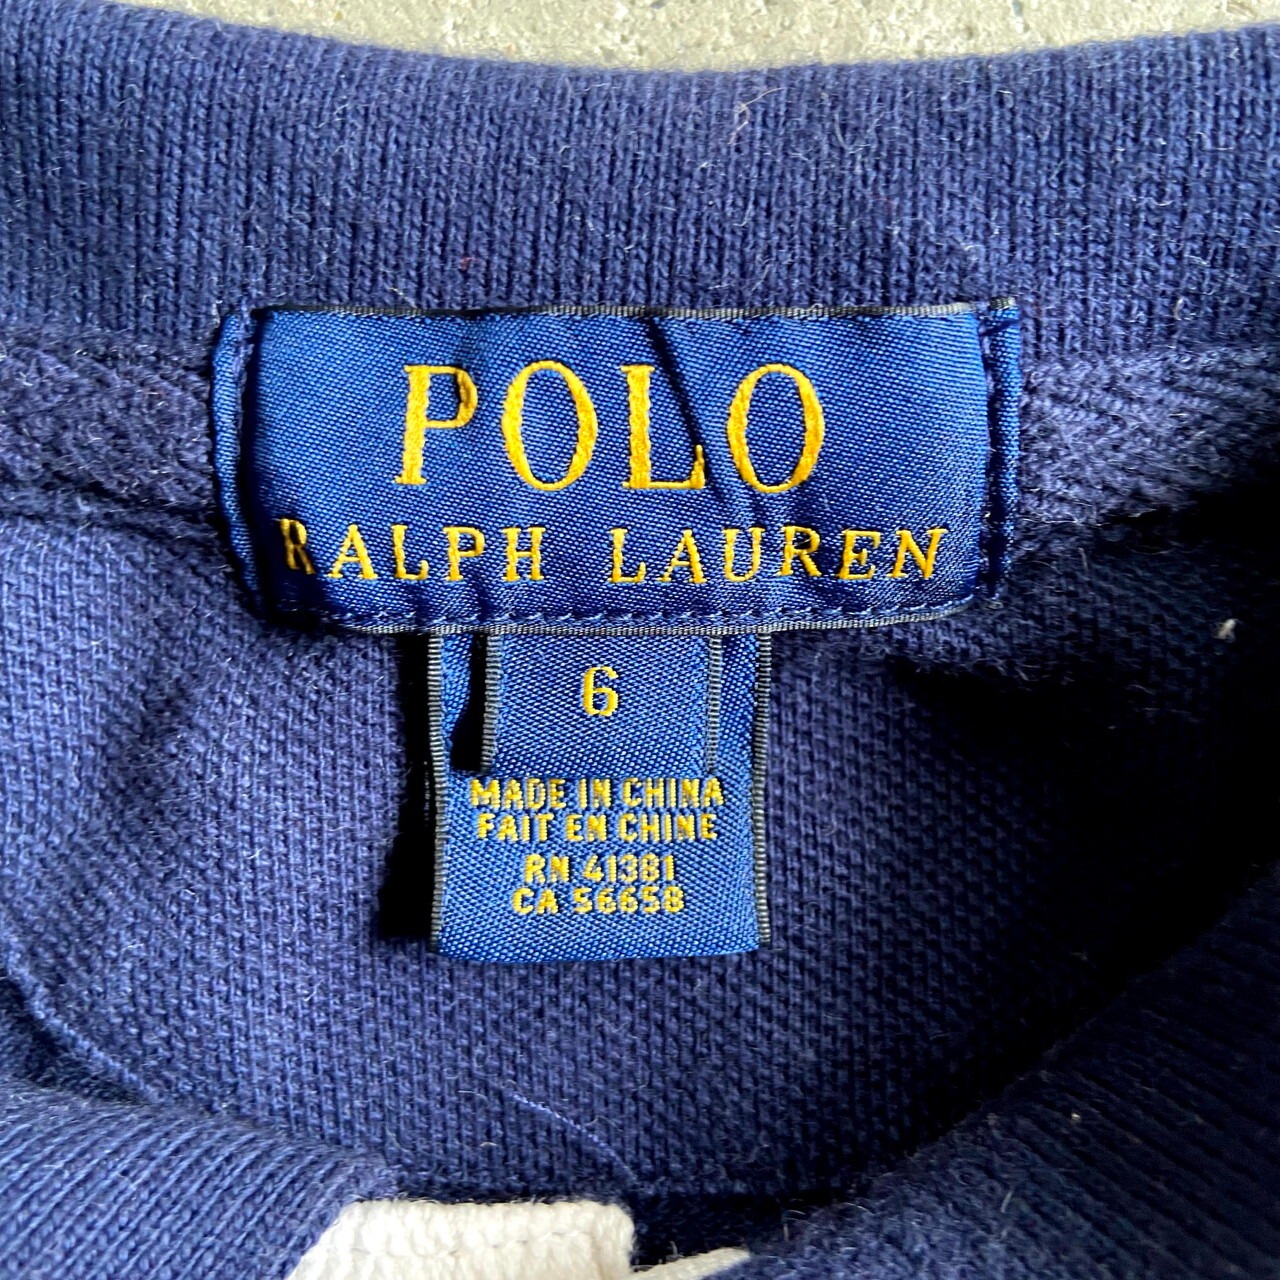 POLO
RALPH LAUREN
6
MADE IN CHINA
FAIT EN CHINE
RN 41381
CA 56658